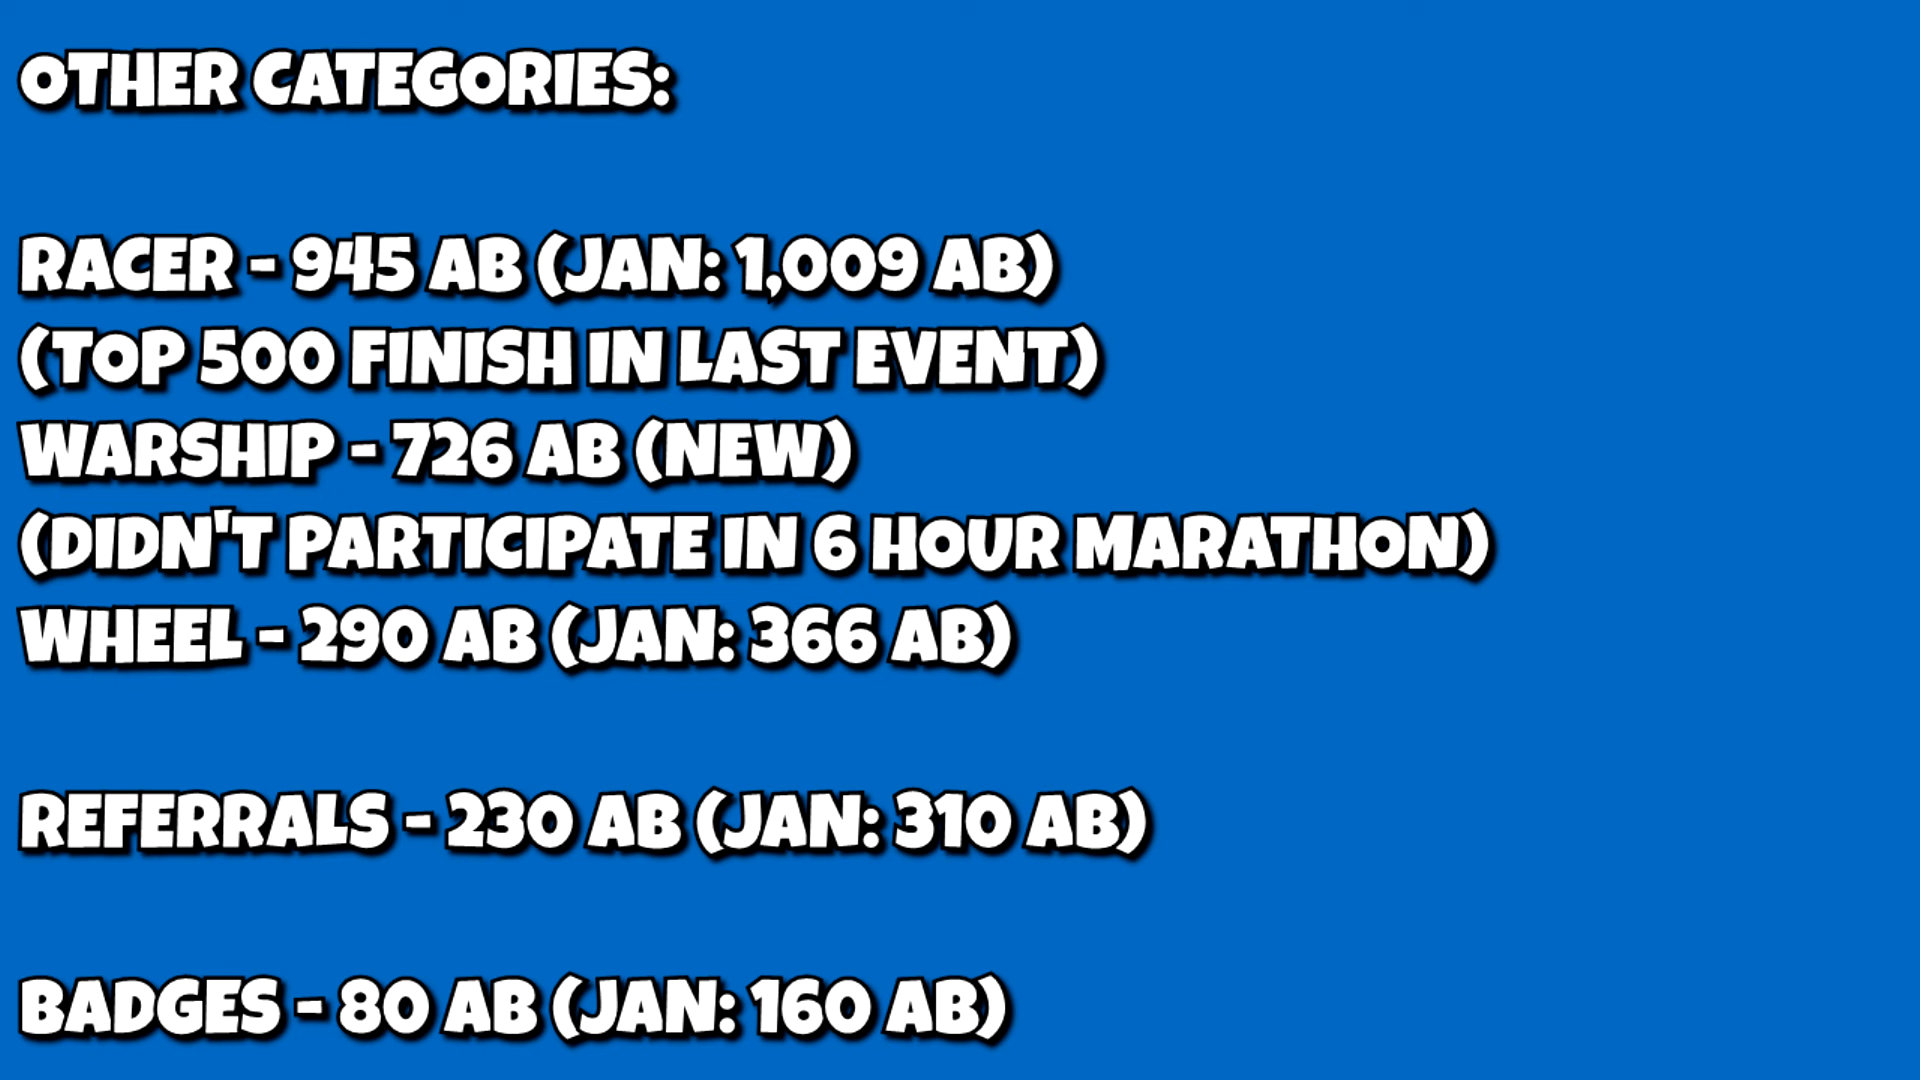 OTHER CATEGORIES:
RACER - 945 AB (JAN: 1,009 AB)
(TOP 500 FINISH IN LAST EVENT)
WARSHIP - 726 AB (NEW)
(DIDN'T PARTICIPATE IN 6 HOUR MARATHON)
WHEEL - 290 AB (JAN: 366 AB)
REFERRALS - 230 AB (JAN: 310 AB)
BADGES - 80 AB (JAN: 160 AB)